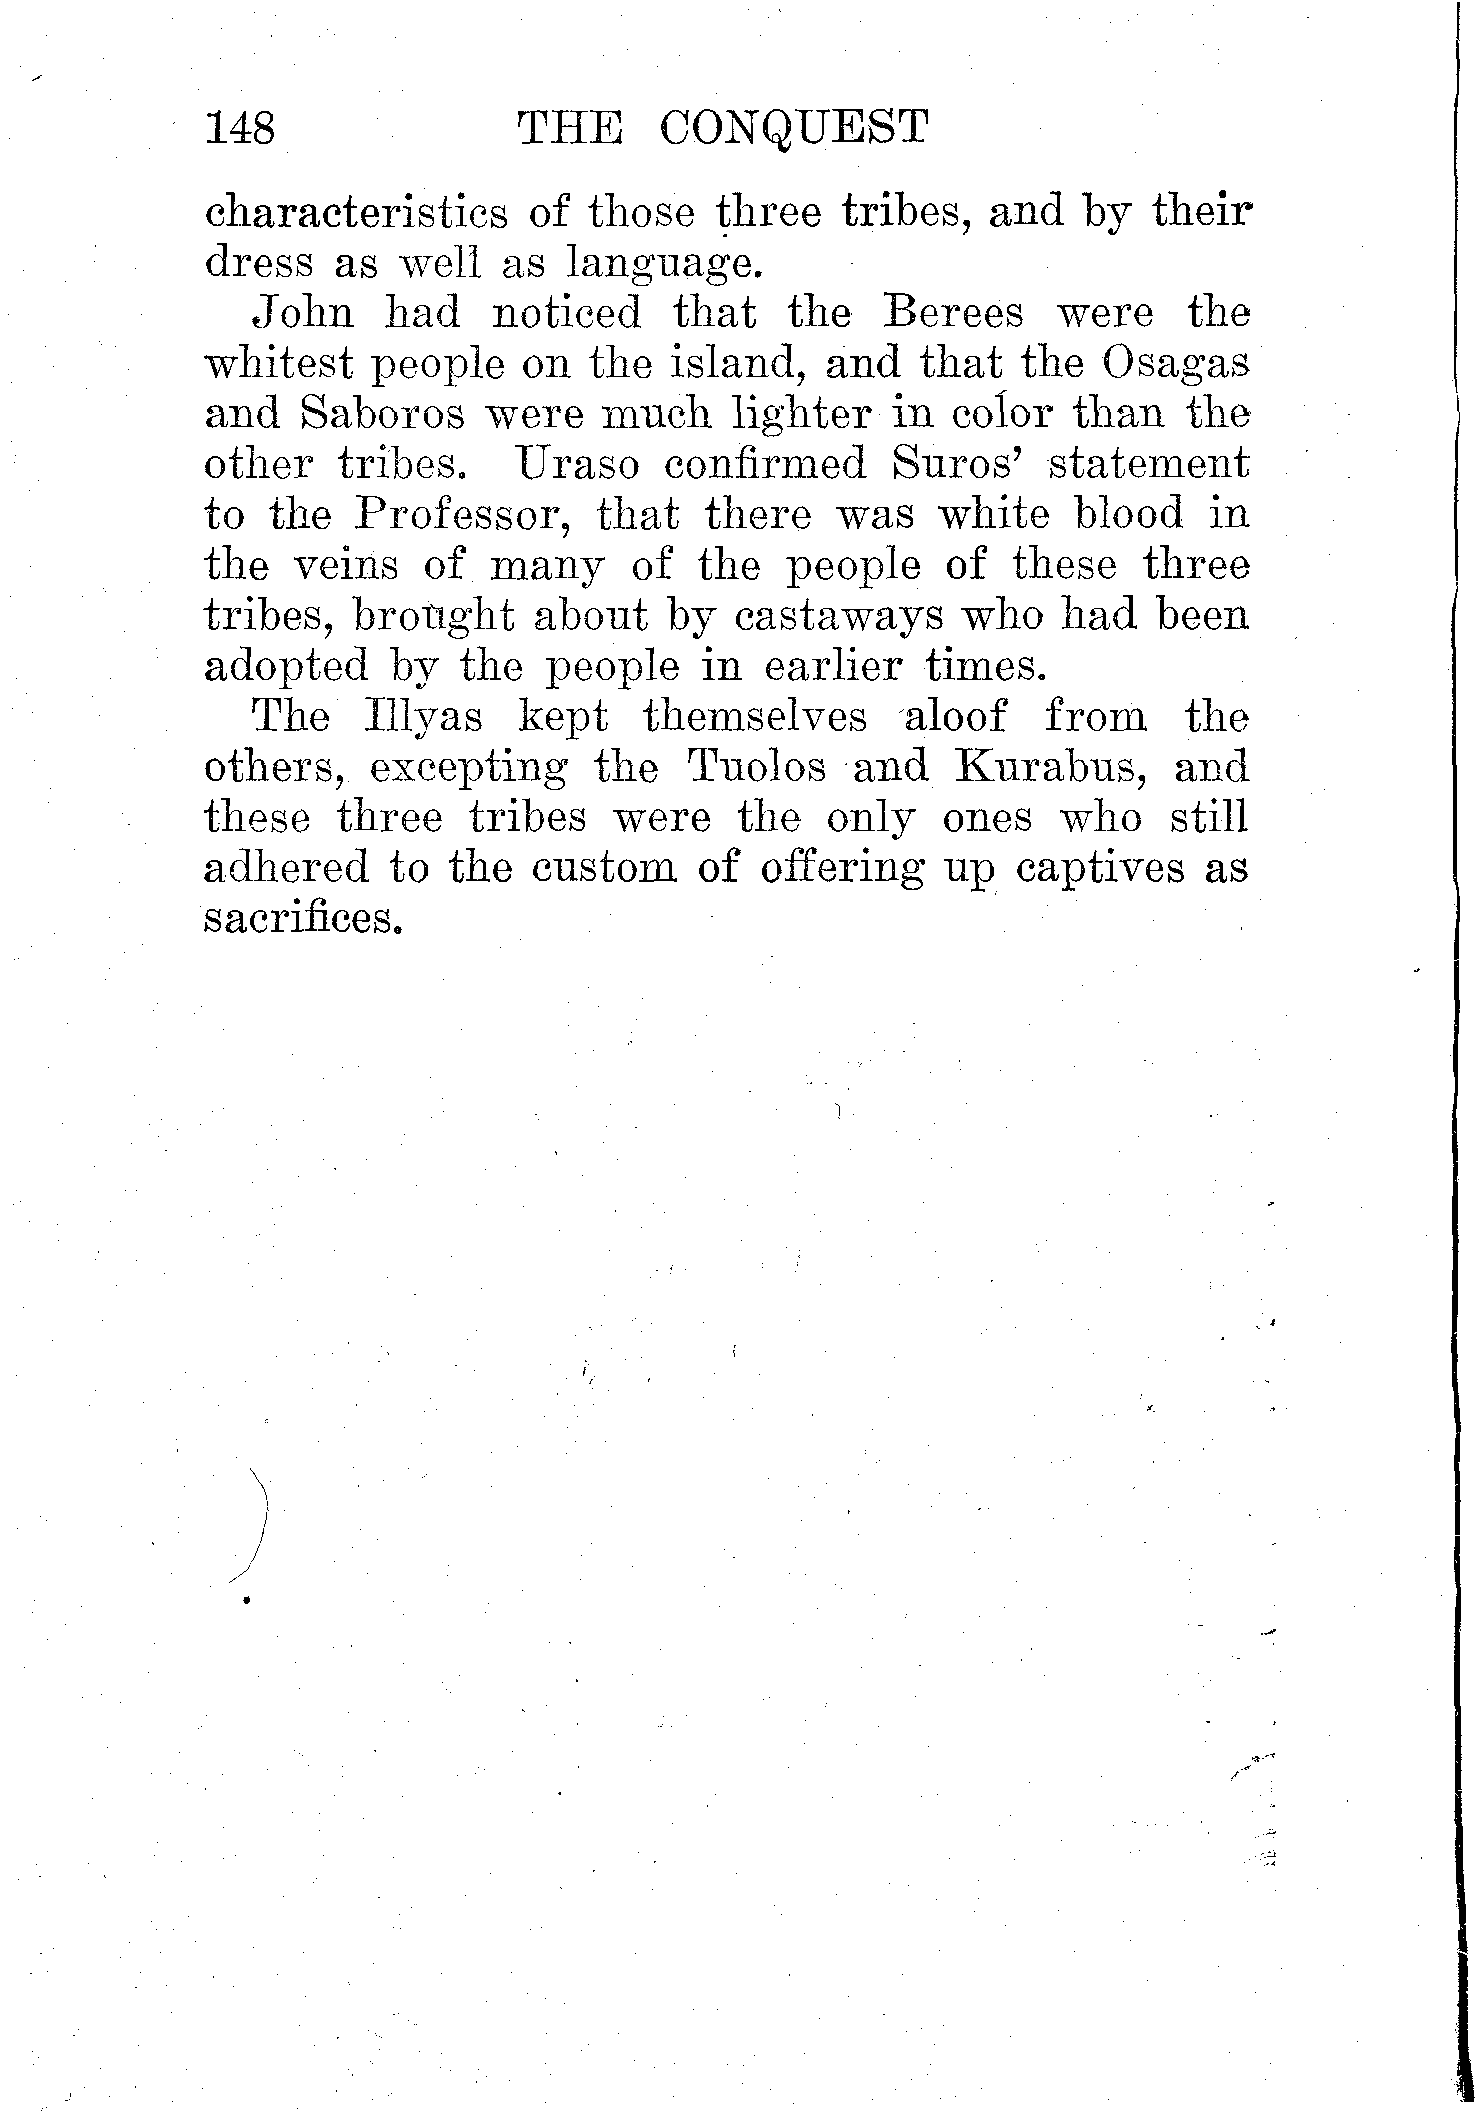 148 THE CONQUEST
characteristics of those three tribes, and by their
dress as well as language.
John had noticed that the Berees were the
whitest people on the island, and that the Osagas
and Saboros were much lighter in color than the
other tribes. Uraso confirmed Suros' statement
to the Professor, that there was white blood in
the veins of many of the people of these three
tribes, brought about by castaways who had been
adopted by the people in earlier times.
The Illyas kept themselves aloof from the
others, excepting the Tuolos and Kurabus, and
these three tribes were the only ones who still
adhered to the custom of offering up captives as
sacrifices.